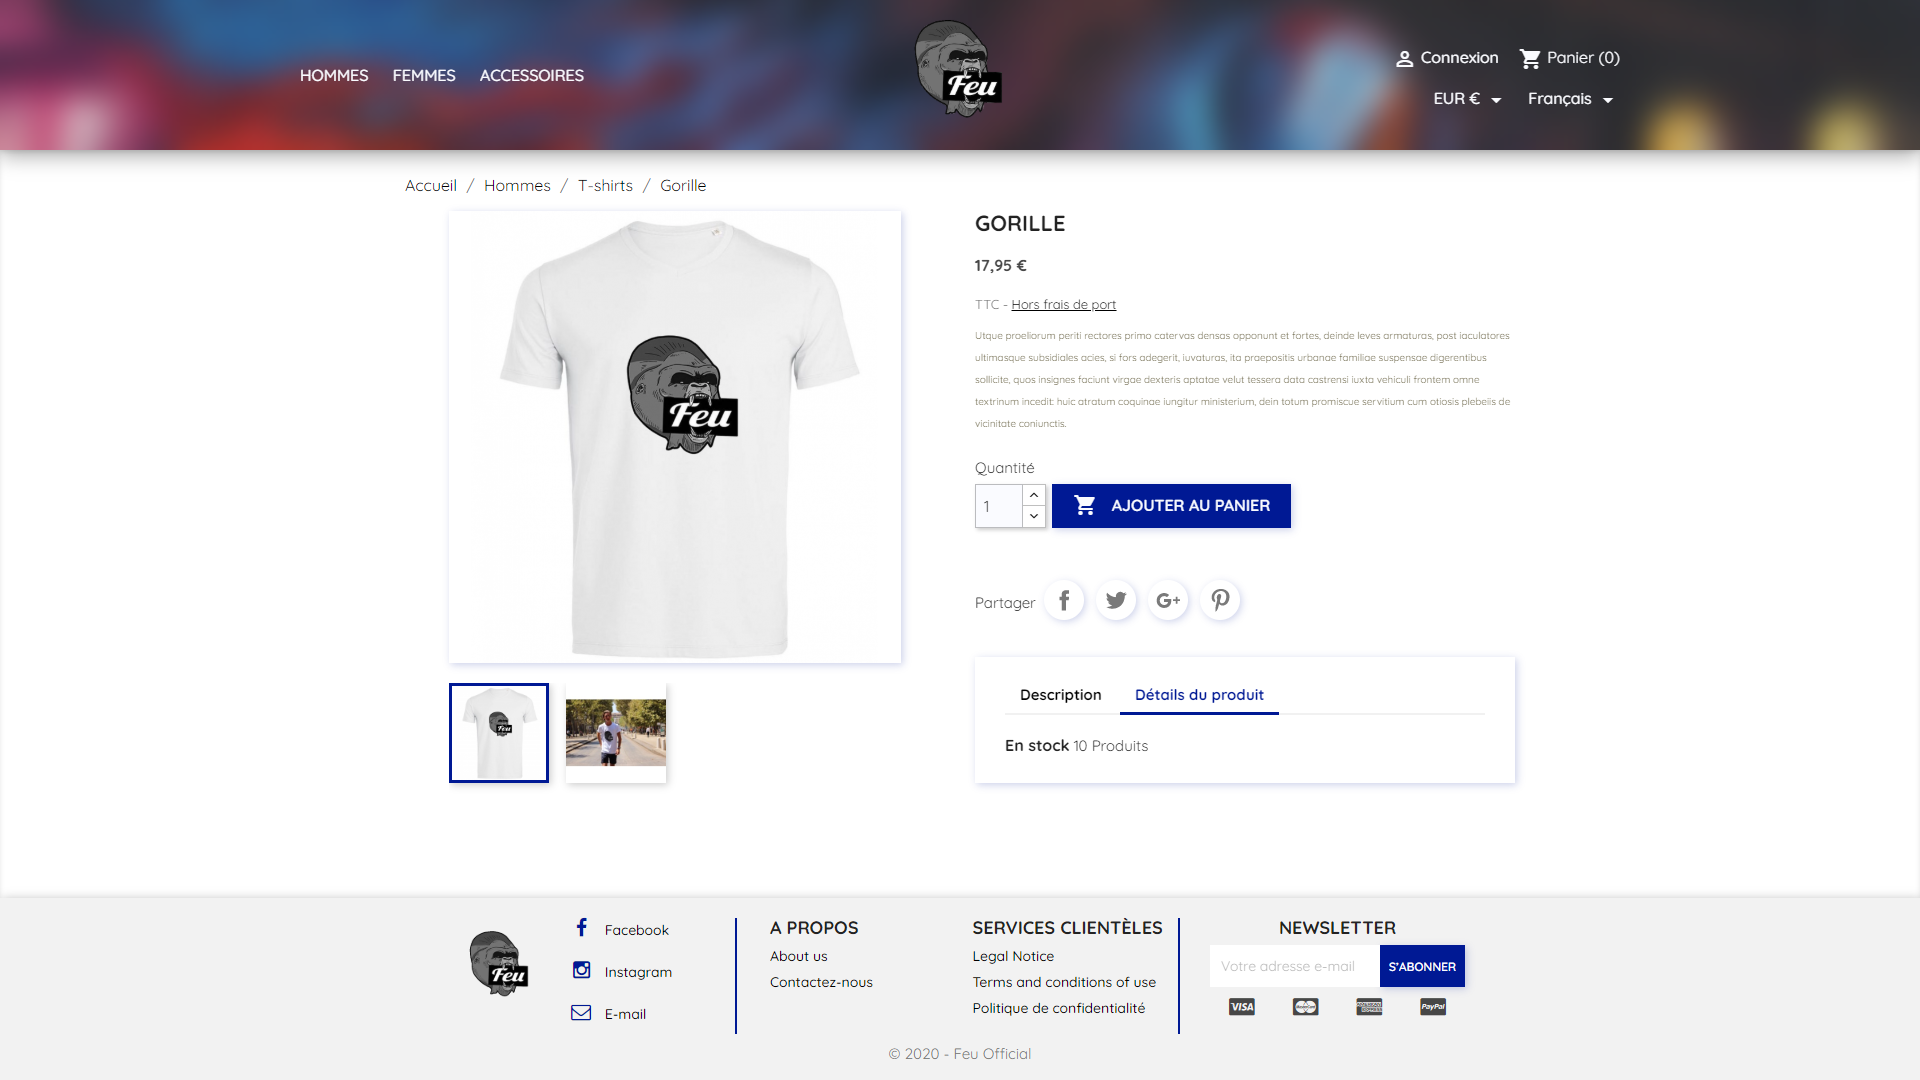 HOMMES FEMMES ACCESSOIRES
Feu
Connexion Panier (0)
EUR € Français
Accueil / Hommes / T-shirts / Gorille
Feu
GORILLE
17,95 €
TTC - Hors frais de port
Utque proeliorum periti rectores primo catervas densas opponunt et fortes, deinde leves armaturas, post iaculatores
ultimasque subsidiales acies, si fors adegerit, iuvaturas, ita praepositis urbanae familiae suspensae digerentibus
sollicite, quos insignes faciunt virgae dexteris aptatae velut tessera data castrensi iuxta vehiculi frontem omne
textrinum incedit: huic atratum coquinae iungitur ministerium, dein totum promiscue servitium cum otiosis plebeiis de
vicinitate coniunctis.
Quantité
1 AJOUTER AU PANIER
Partager
Description Détails du produit
En stock 10 Produits
Feu
Feu
Facebook
Instagram
E-mail
A PROPOS
About us
Contactez-nous
SERVICES CLIENTÈLES
Legal Notice
Terms and conditions of use
Politique de confidentialité
NEWSLETTER
Votre adresse e-mail S'ABONNER
VISA PayPal
© 2020 - Feu Official